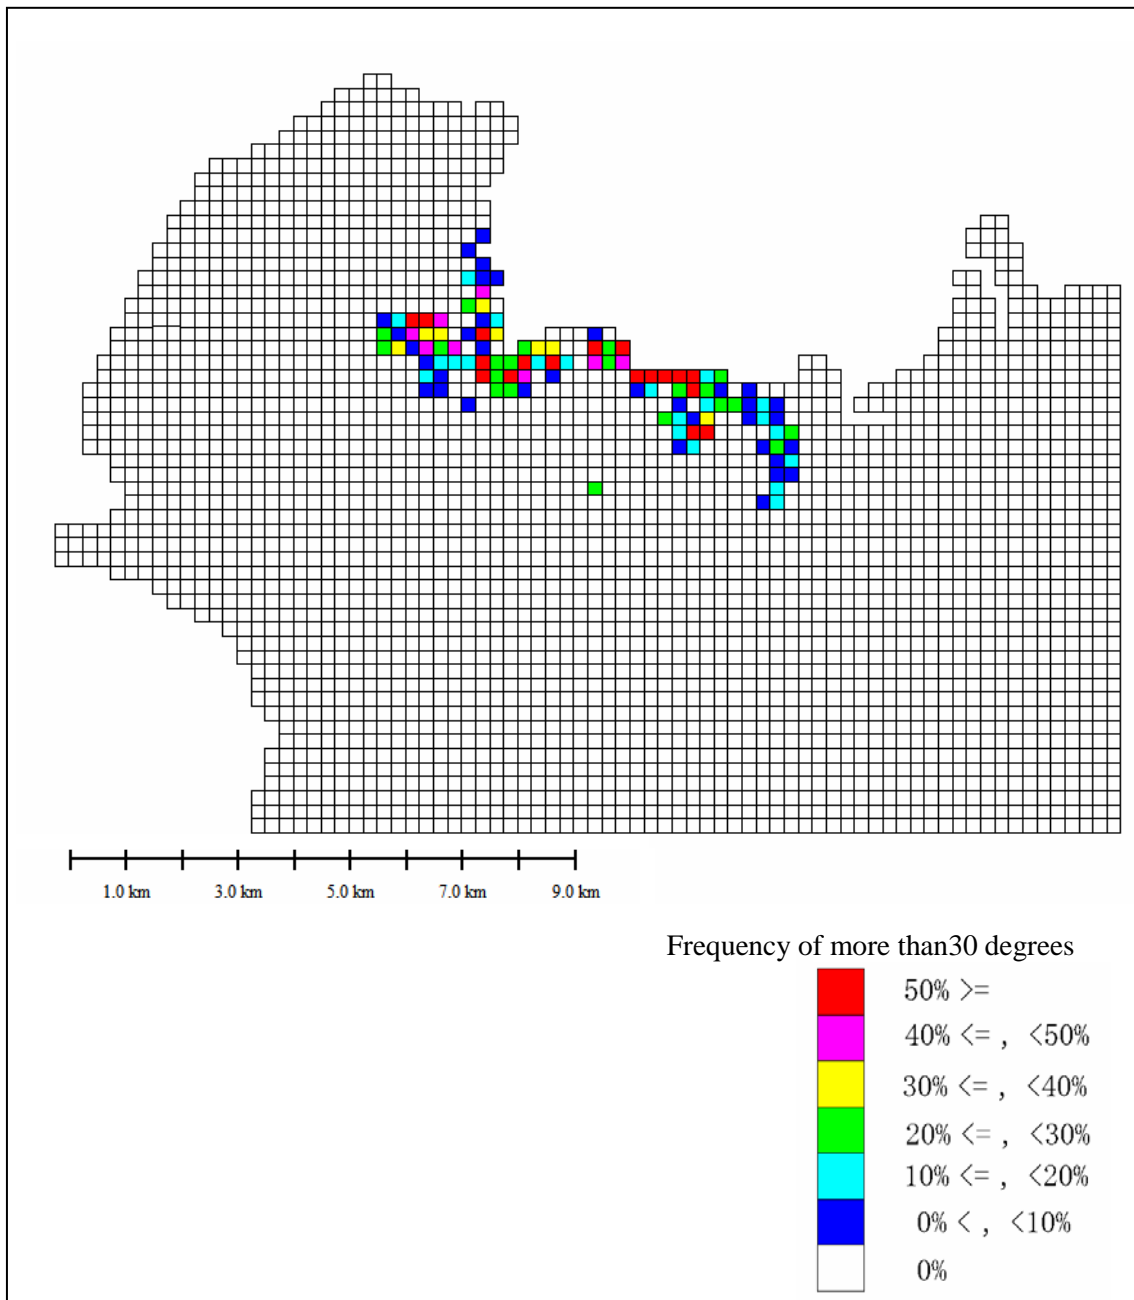 1.0 km 3.0 km 5.0 km 7.0 km 9.0 km
Frequency of more than30 degrees
50% >=
40% <= , <50%
30% <= , <40%
20% <= , <30%
10% <= , <20%
0% < , <10%
0%